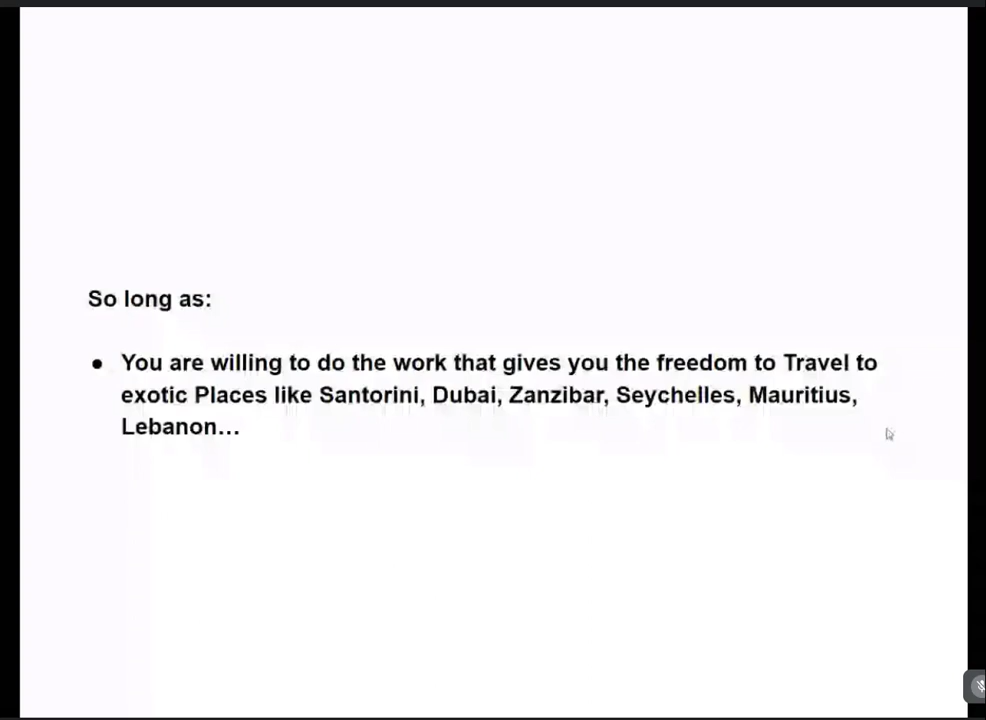 So long as:
● You are willing to do the work that gives you the freedom to Travel to
exotic Places like Santorini, Dubai, Zanzibar, Seychelles, Mauritius,
Lebanon...